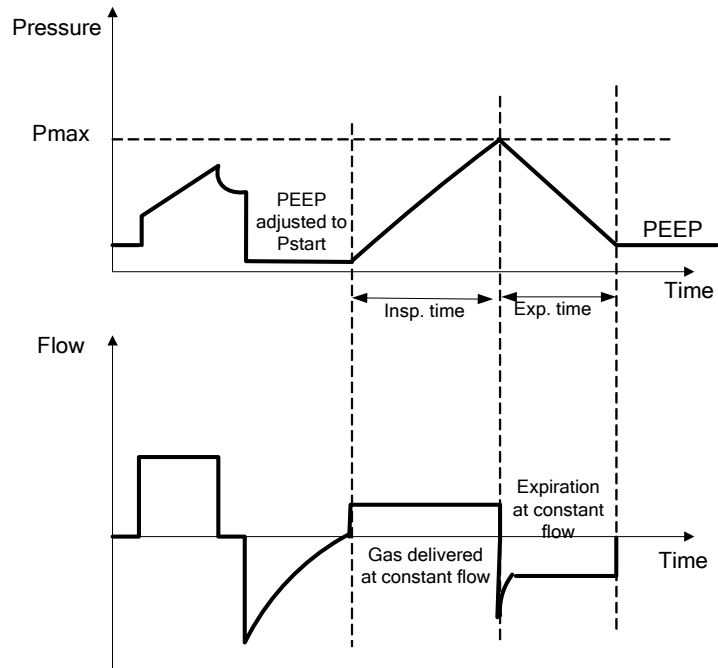 Pressure
Pmax
PEEP
adjusted to
Pstart
PEEP
Time
Insp. time
Exp. time
Flow
Expiration
at constant
flow
Time
Gas delivered
at constant flow